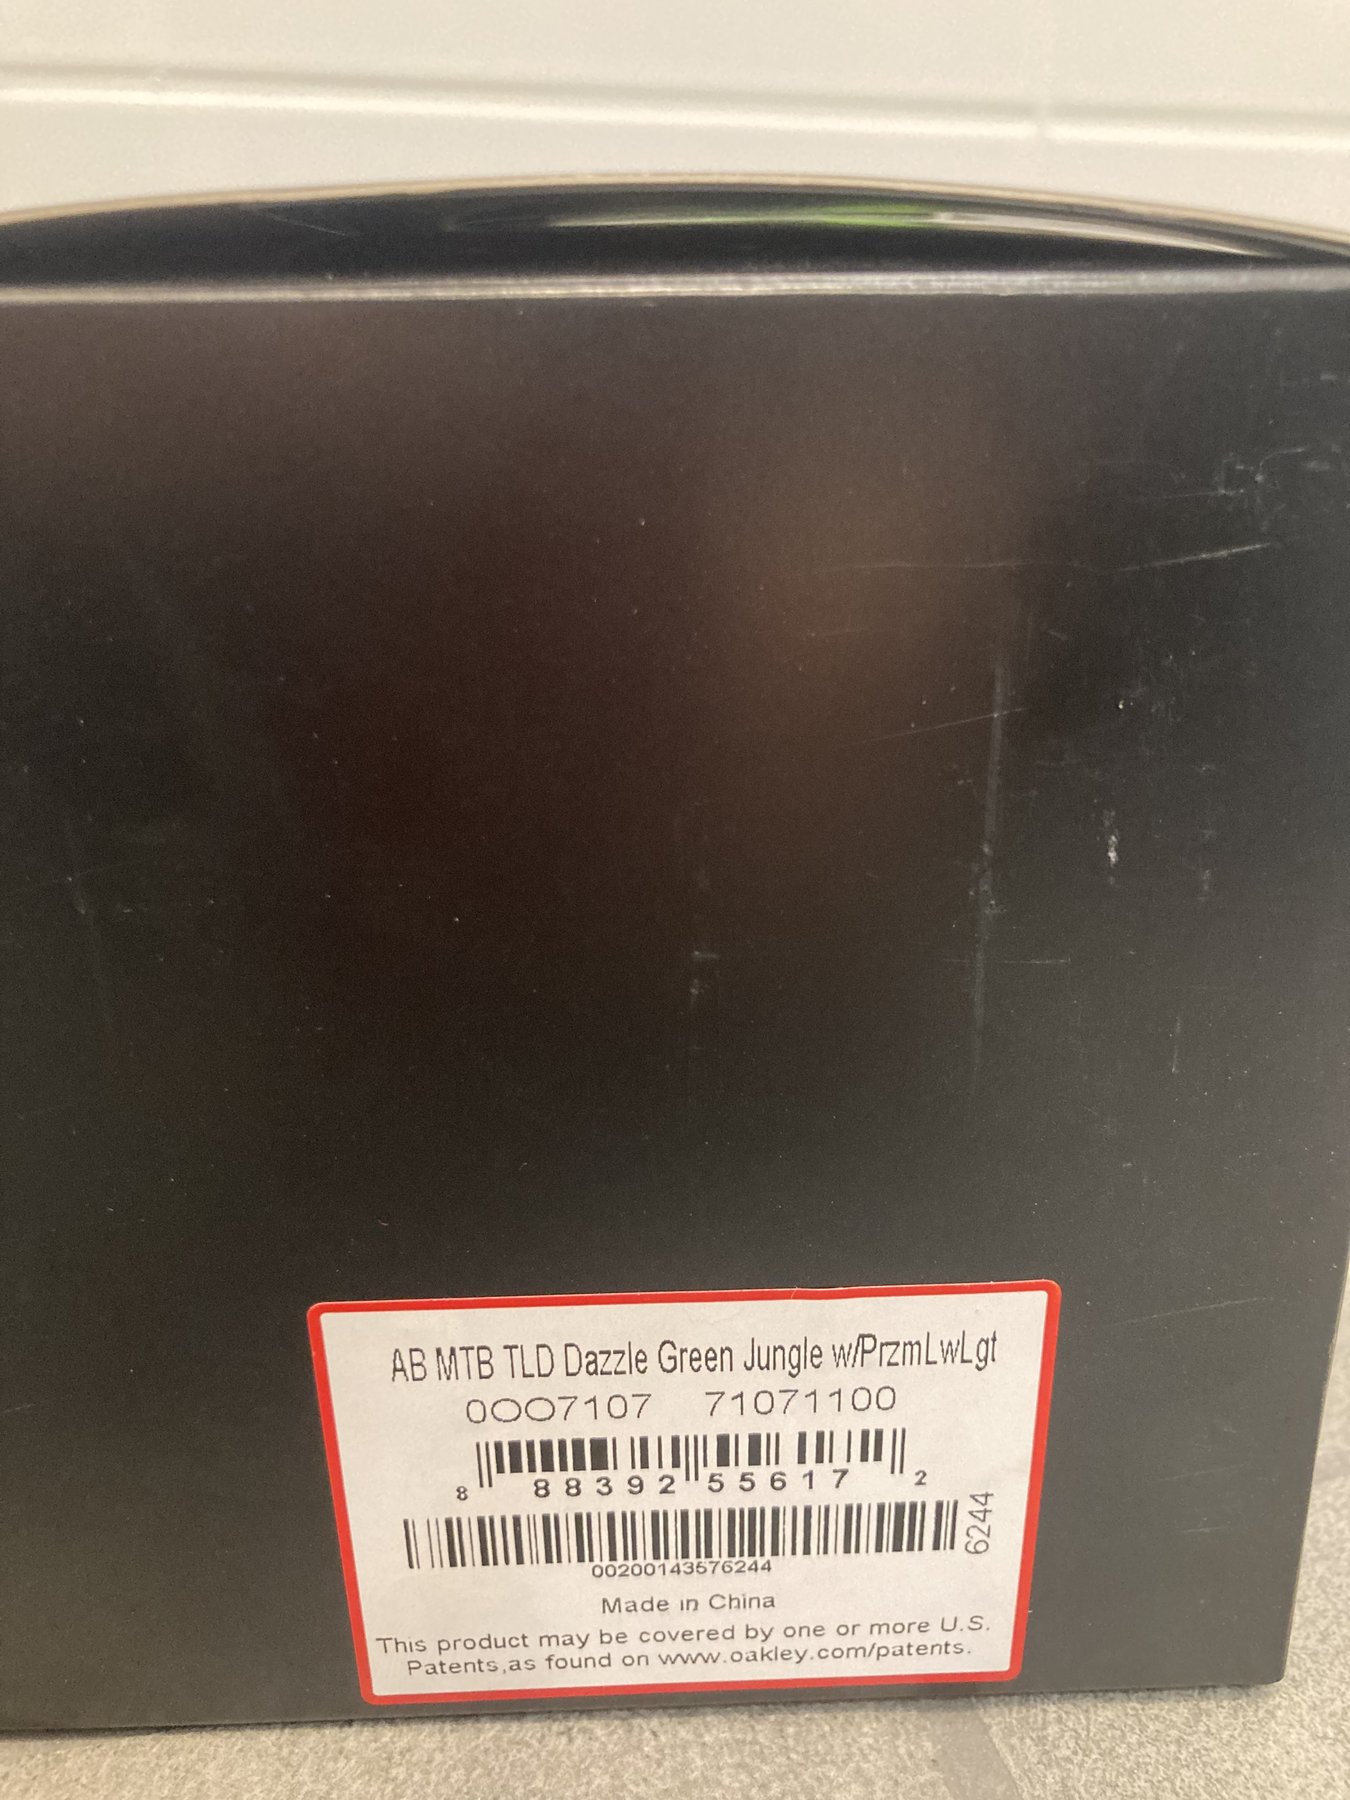 AB MTB TLD Dazzle Green Jungle w/PrzmLwLgt
0OO7107 71071100
8 88392 55617 2
6244
00200143576244
Made in China
This product may be covered by one or more U.S.
Patents,as found on www.oakley.com/patents.